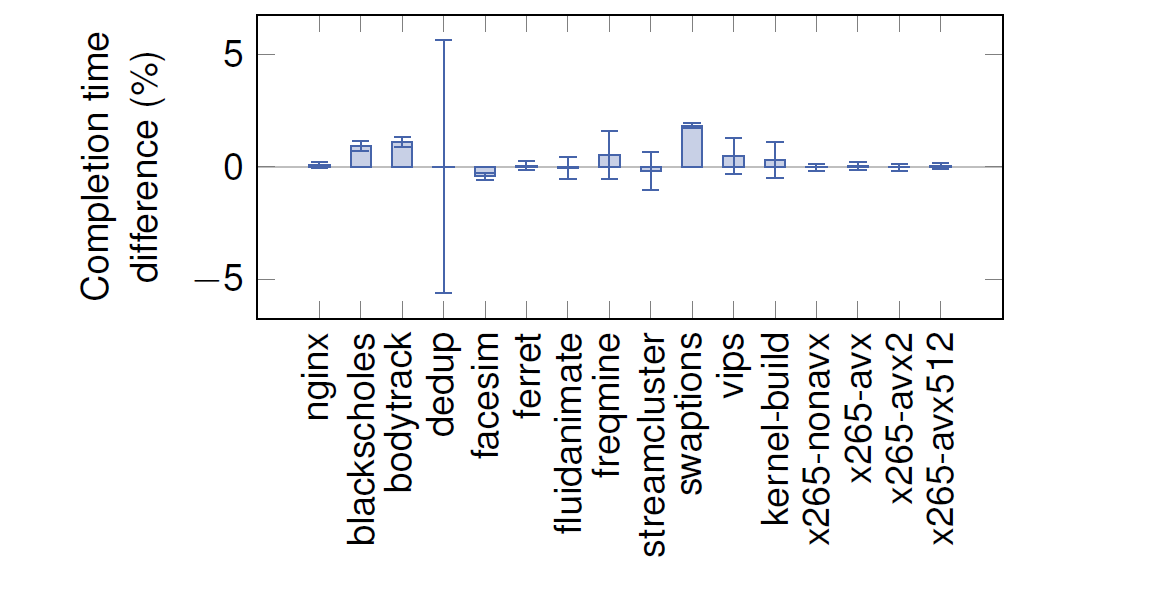 Completion time
difference (%)
5
0
−5
nginx
blackscholes
bodytrack
dedup
facesim
ferret
fluidanimate
freqmine
streamcluster
swaptions
vips
kernel-build
x265-nonavx
x265-avx
x265-avx2
x265-avx512